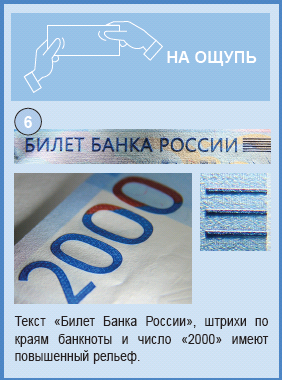 НА ОЩУПЬ
6
БИЛЕТ БАНКА РОССИИ
2000
Текст «Билет Банка России», штрихи по
краям банкноты и число «2000» имеют
повышенный рельеф.